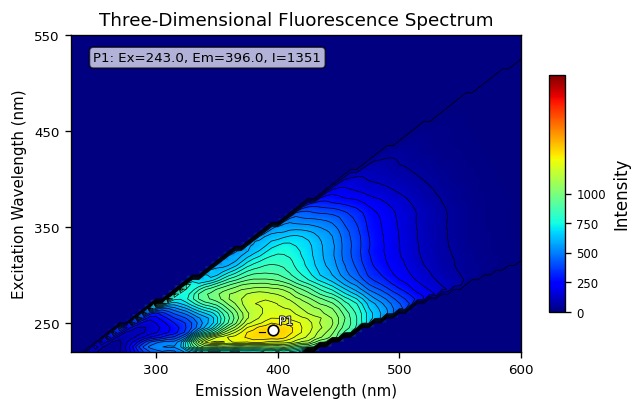 Three-Dimensional Fluorescence Spectrum
P1: Ex=243.0, Em=396.0, I=1351
P1
550
450
350
250
Excitation Wavelength (nm)
300
400
500
600
Emission Wavelength (nm)
1000
750
500
250
0
Intensity